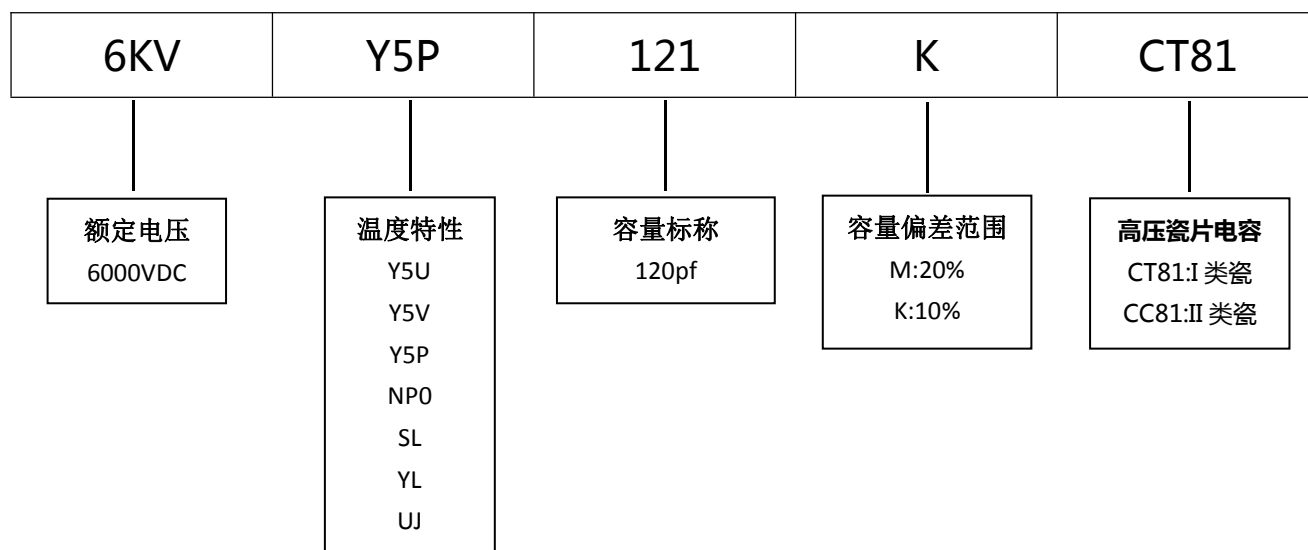 6KV Y5P 121 K CT81
额定电压
6000VDC
温度特性
Y5U
Y5V
Y5P
NP0
SL
YL
UJ
容量标称
120pf
容量偏差范围
M:20%
K:10%
高压瓷片电容
CT81:I 类瓷
CC81:II 类瓷